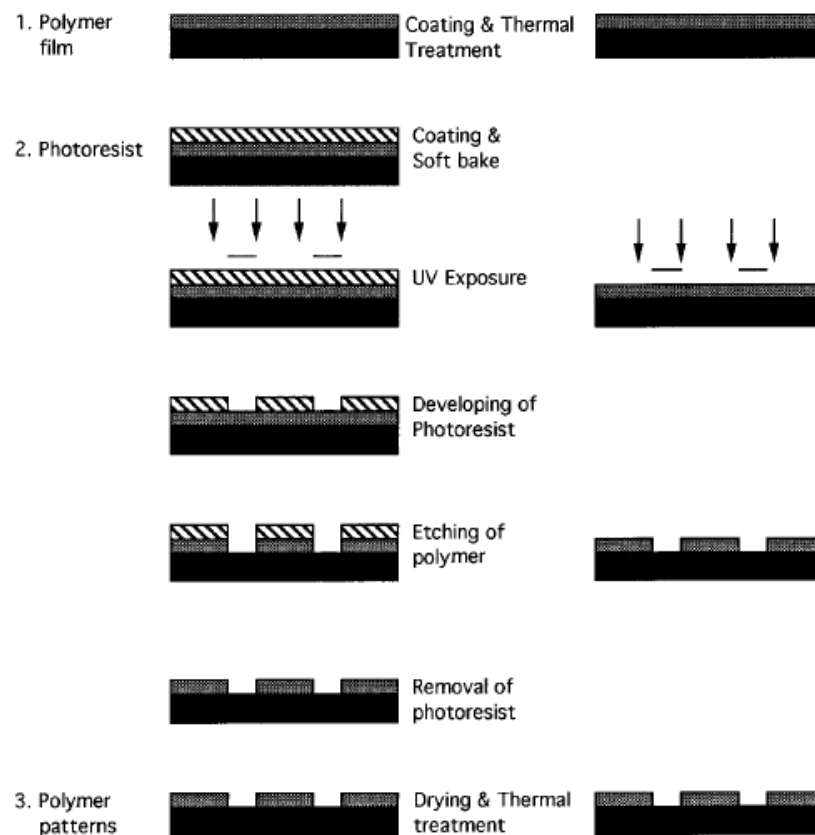 1. Polymer
film
Coating & Thermal
Treatment
2. Photoresist
Coating &
Soft bake
UV Exposure
Developing of
Photoresist
Etching of
polymer
Removal of
photoresist
3. Polymer
patterns
Drying & Thermal
treatment